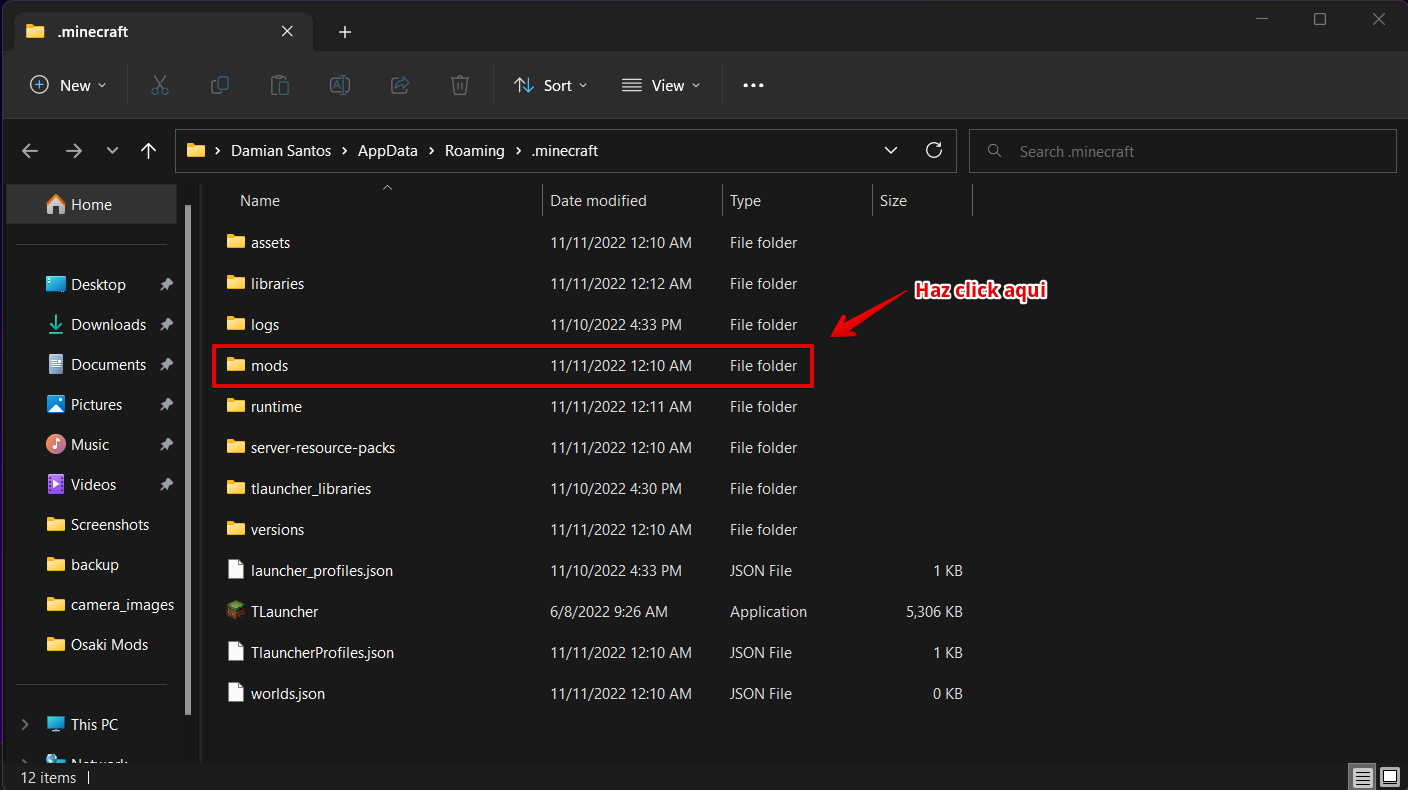 .minecraft
New
Sort
View
Damian Santos > AppData > Roaming > .minecraft
Search .minecraft
Name Date modified Type Size
Home
Desktop
Downloads
Documents
Pictures
Music
Videos
Screenshots
backup
camera_images
Osaki Mods
This PC
Network
assets 11/11/2022 12:10 AM File folder
libraries 11/11/2022 12:12 AM File folder
logs 11/10/2022 4:33 PM File folder
mods 11/11/2022 12:10 AM File folder
runtime 11/11/2022 12:11 AM File folder
server-resource-packs 11/11/2022 12:10 AM File folder
tlauncher_libraries 11/10/2022 4:30 PM File folder
versions 11/11/2022 12:10 AM File folder
launcher_profiles.json 11/10/2022 4:33 PM JSON File 1 KB
TLauncher 6/8/2022 9:26 AM Application 5,306 KB
TlauncherProfiles.json 11/11/2022 12:10 AM JSON File 1 KB
worlds.json 11/11/2022 12:10 AM JSON File 0 KB
Haz click aqui
12 items